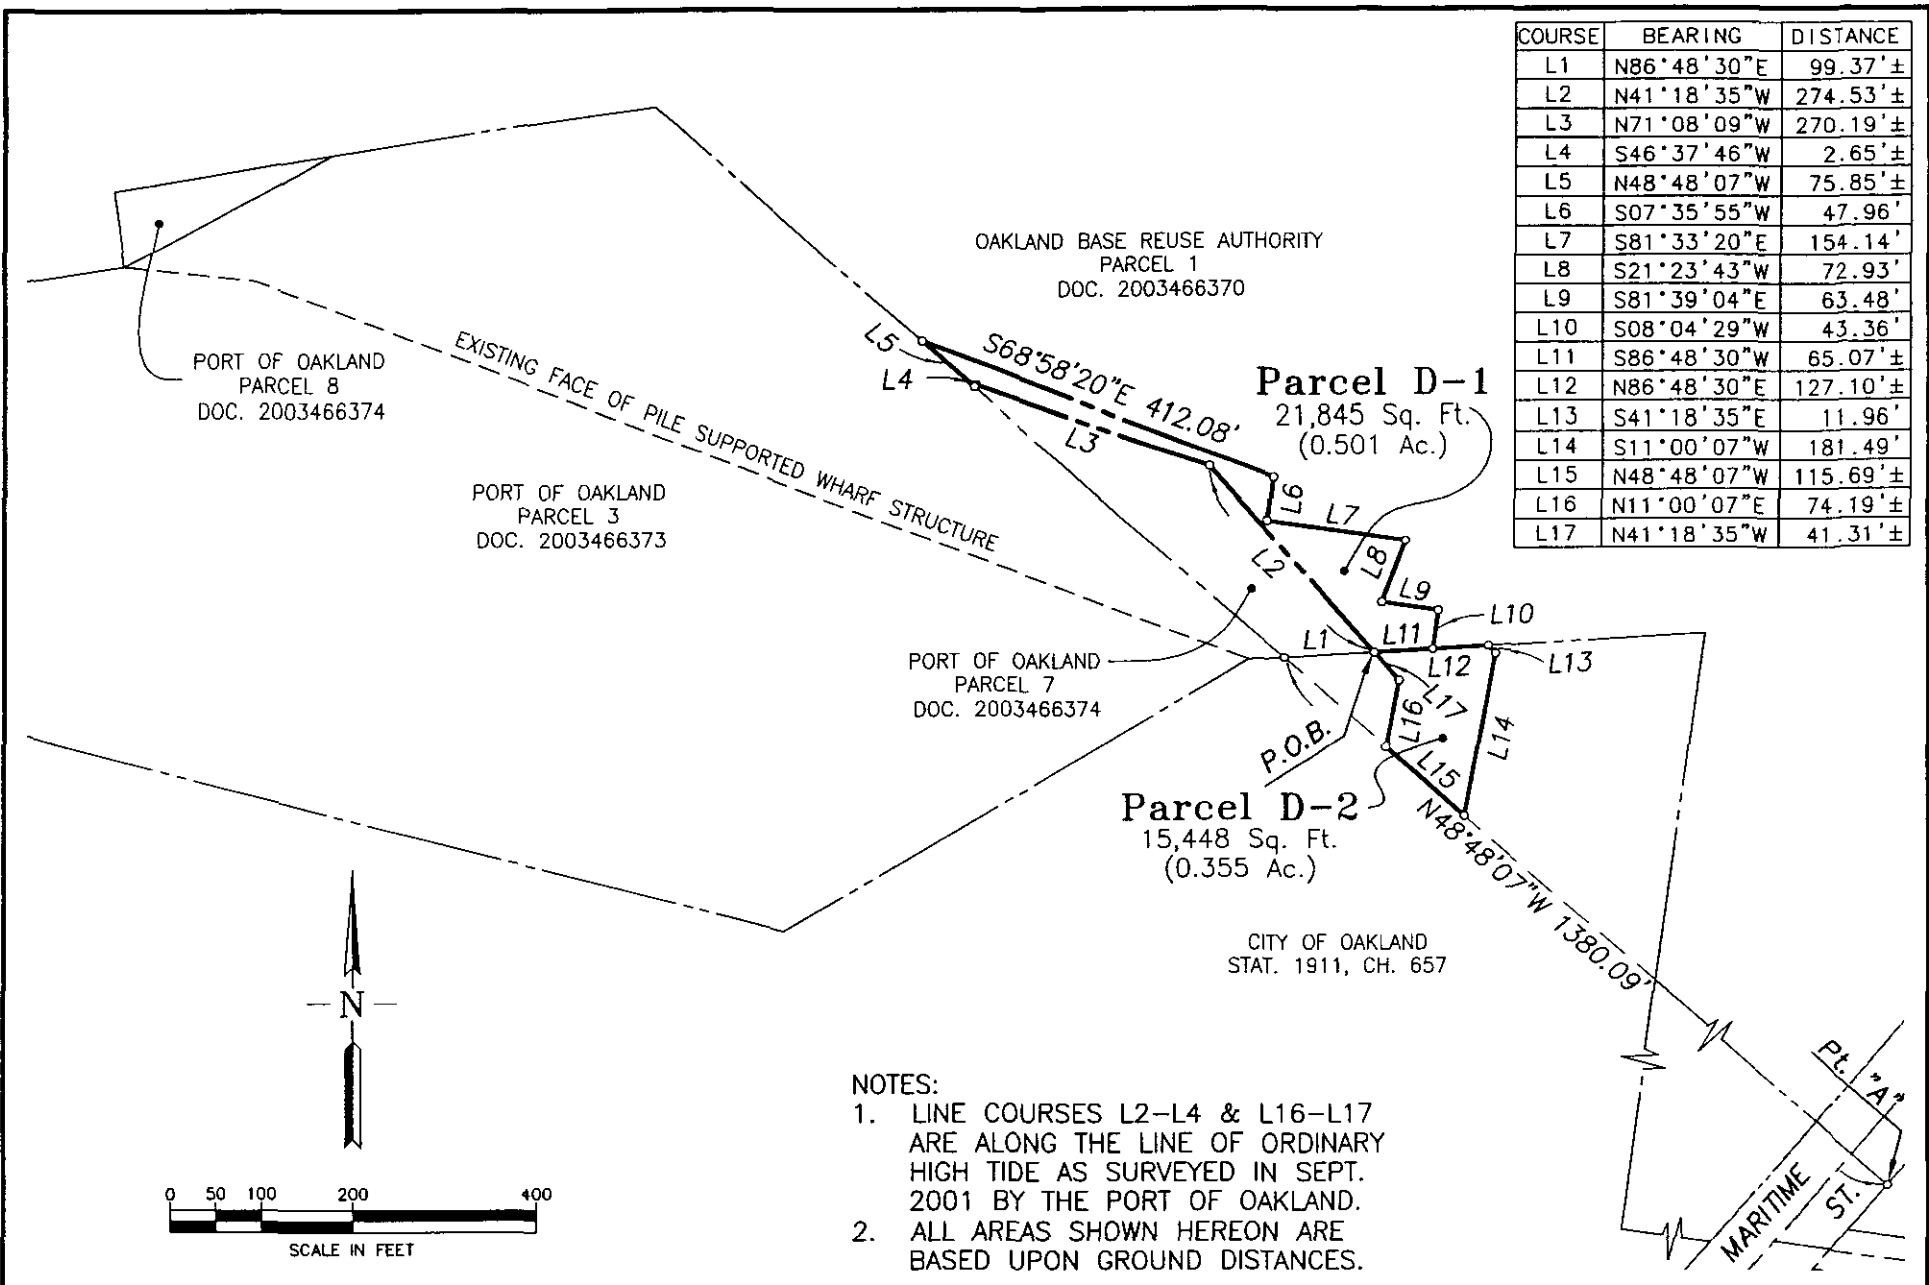 COURSE BEARING DISTANCE
L1 N86°48'30"E 99.37'±
L2 N41°18'35"W 274.53'±
L3 N71°08'09"W 270.19'±
L4 S46°37'46"W 2.65'±
L5 N48°48'07"W 75.85'±
L6 S07°35'55"W 47.96'
L7 S81°33'20"E 154.14'
L8 S21°23'43"W 72.93'
L9 S81°39'04"E 63.48'
L10 S08°04'29"W 43.36'
L11 S86°48'30"W 65.07'±
L12 N86°48'30"E 127.10'±
L13 S41°18'35"E 11.96'
L14 S11°00'07"W 181.49'
L15 N48°48'07"W 115.69'±
L16 N11°00'07"E 74.19'±
L17 N41°18'35"W 41.31'±
OAKLAND BASE REUSE AUTHORITY
PARCEL 1
DOC. 2003466370
PORT OF OAKLAND
PARCEL 8
DOC. 2003466374
EXISTING FACE OF PILE SUPPORTED WHARF STRUCTURE
L5
L4
S68°58'20"E 412.08'
L3
Parcel D-1
21,845 Sq. Ft.
(0.501 Ac.)
PORT OF OAKLAND
PARCEL 3
DOC. 2003466373
L6
L7
L8
L2
L9
L10
L1
L11
L12
L13
PORT OF OAKLAND
PARCEL 7
DOC. 2003466374
L17
L16
L14
L15
P.O.B.
Parcel D-2
15,448 Sq. Ft.
(0.355 Ac.)
N48°48'07"W 1380.09'
CITY OF OAKLAND
STAT. 1911, CH. 657
N
0 50 100 200 400
SCALE IN FEET
NOTES:
1. LINE COURSES L2-L4 & L16-L17
ARE ALONG THE LINE OF ORDINARY
HIGH TIDE AS SURVEYED IN SEPT.
2001 BY THE PORT OF OAKLAND.
2. ALL AREAS SHOWN HEREON ARE
BASED UPON GROUND DISTANCES.
Pt. "A"
MARITIME
ST.